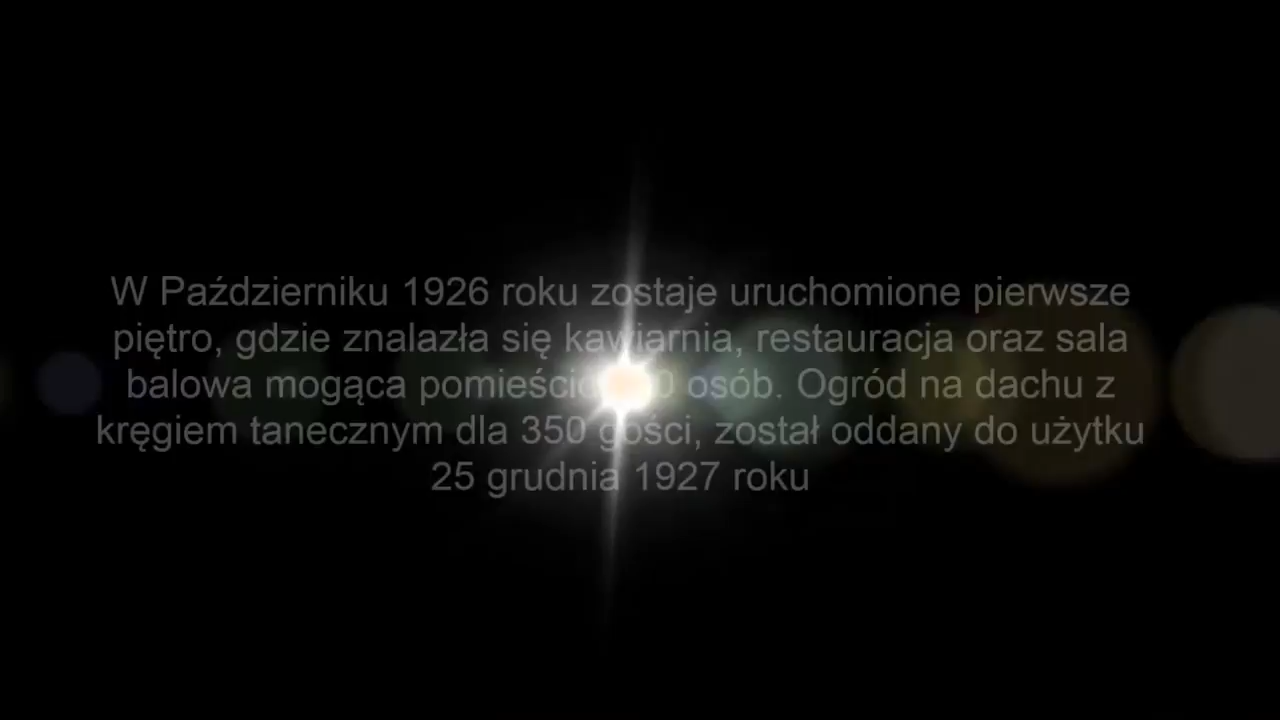 W Październiku 1926 roku zostaje uruchomione pierwsze
piętro, gdzie znalazła się kawiarnia, restauracja oraz sala
balowa mogąca pomieścić osób. Ogród na dachu z
kręgiem tanecznym dla 350 gości, został oddany do użytku
25 grudnia 1927 roku